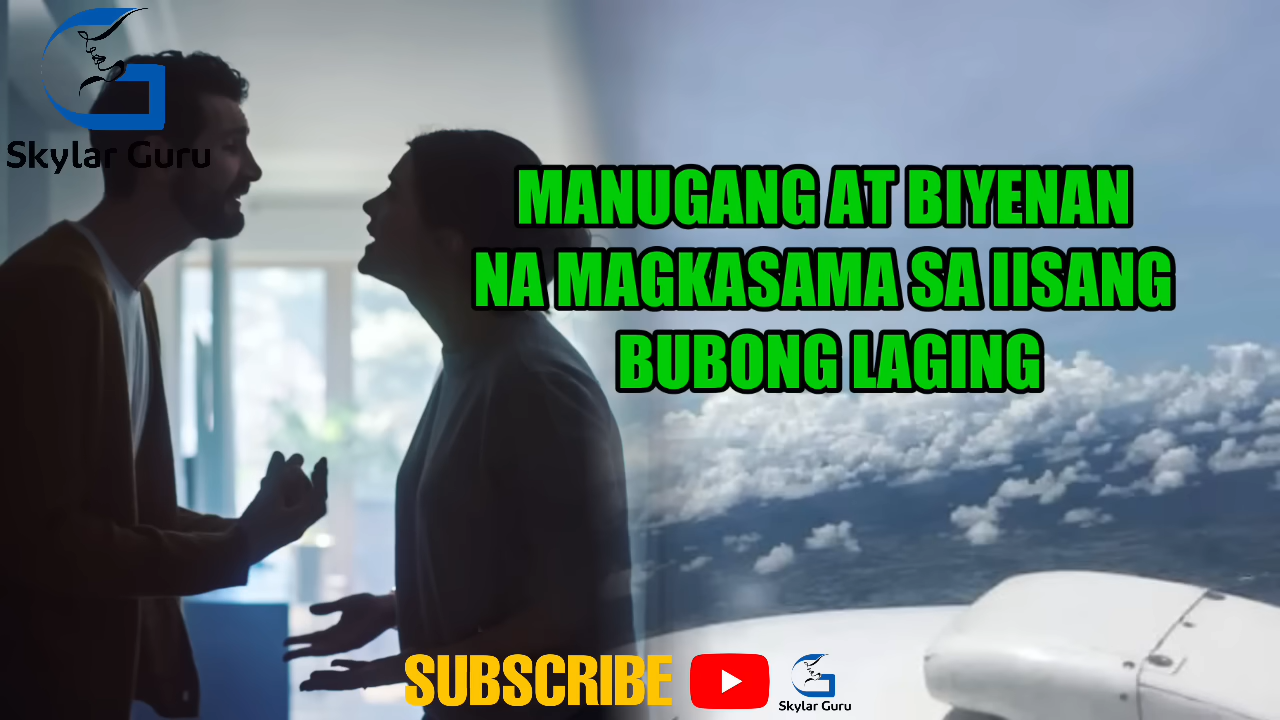 Skylar Guru
MANUGANG AT BIYENAN
NA MAGKASAMA SA IISANG
BUBONG LAGING
SUBSCRIBE
Skylar Guru